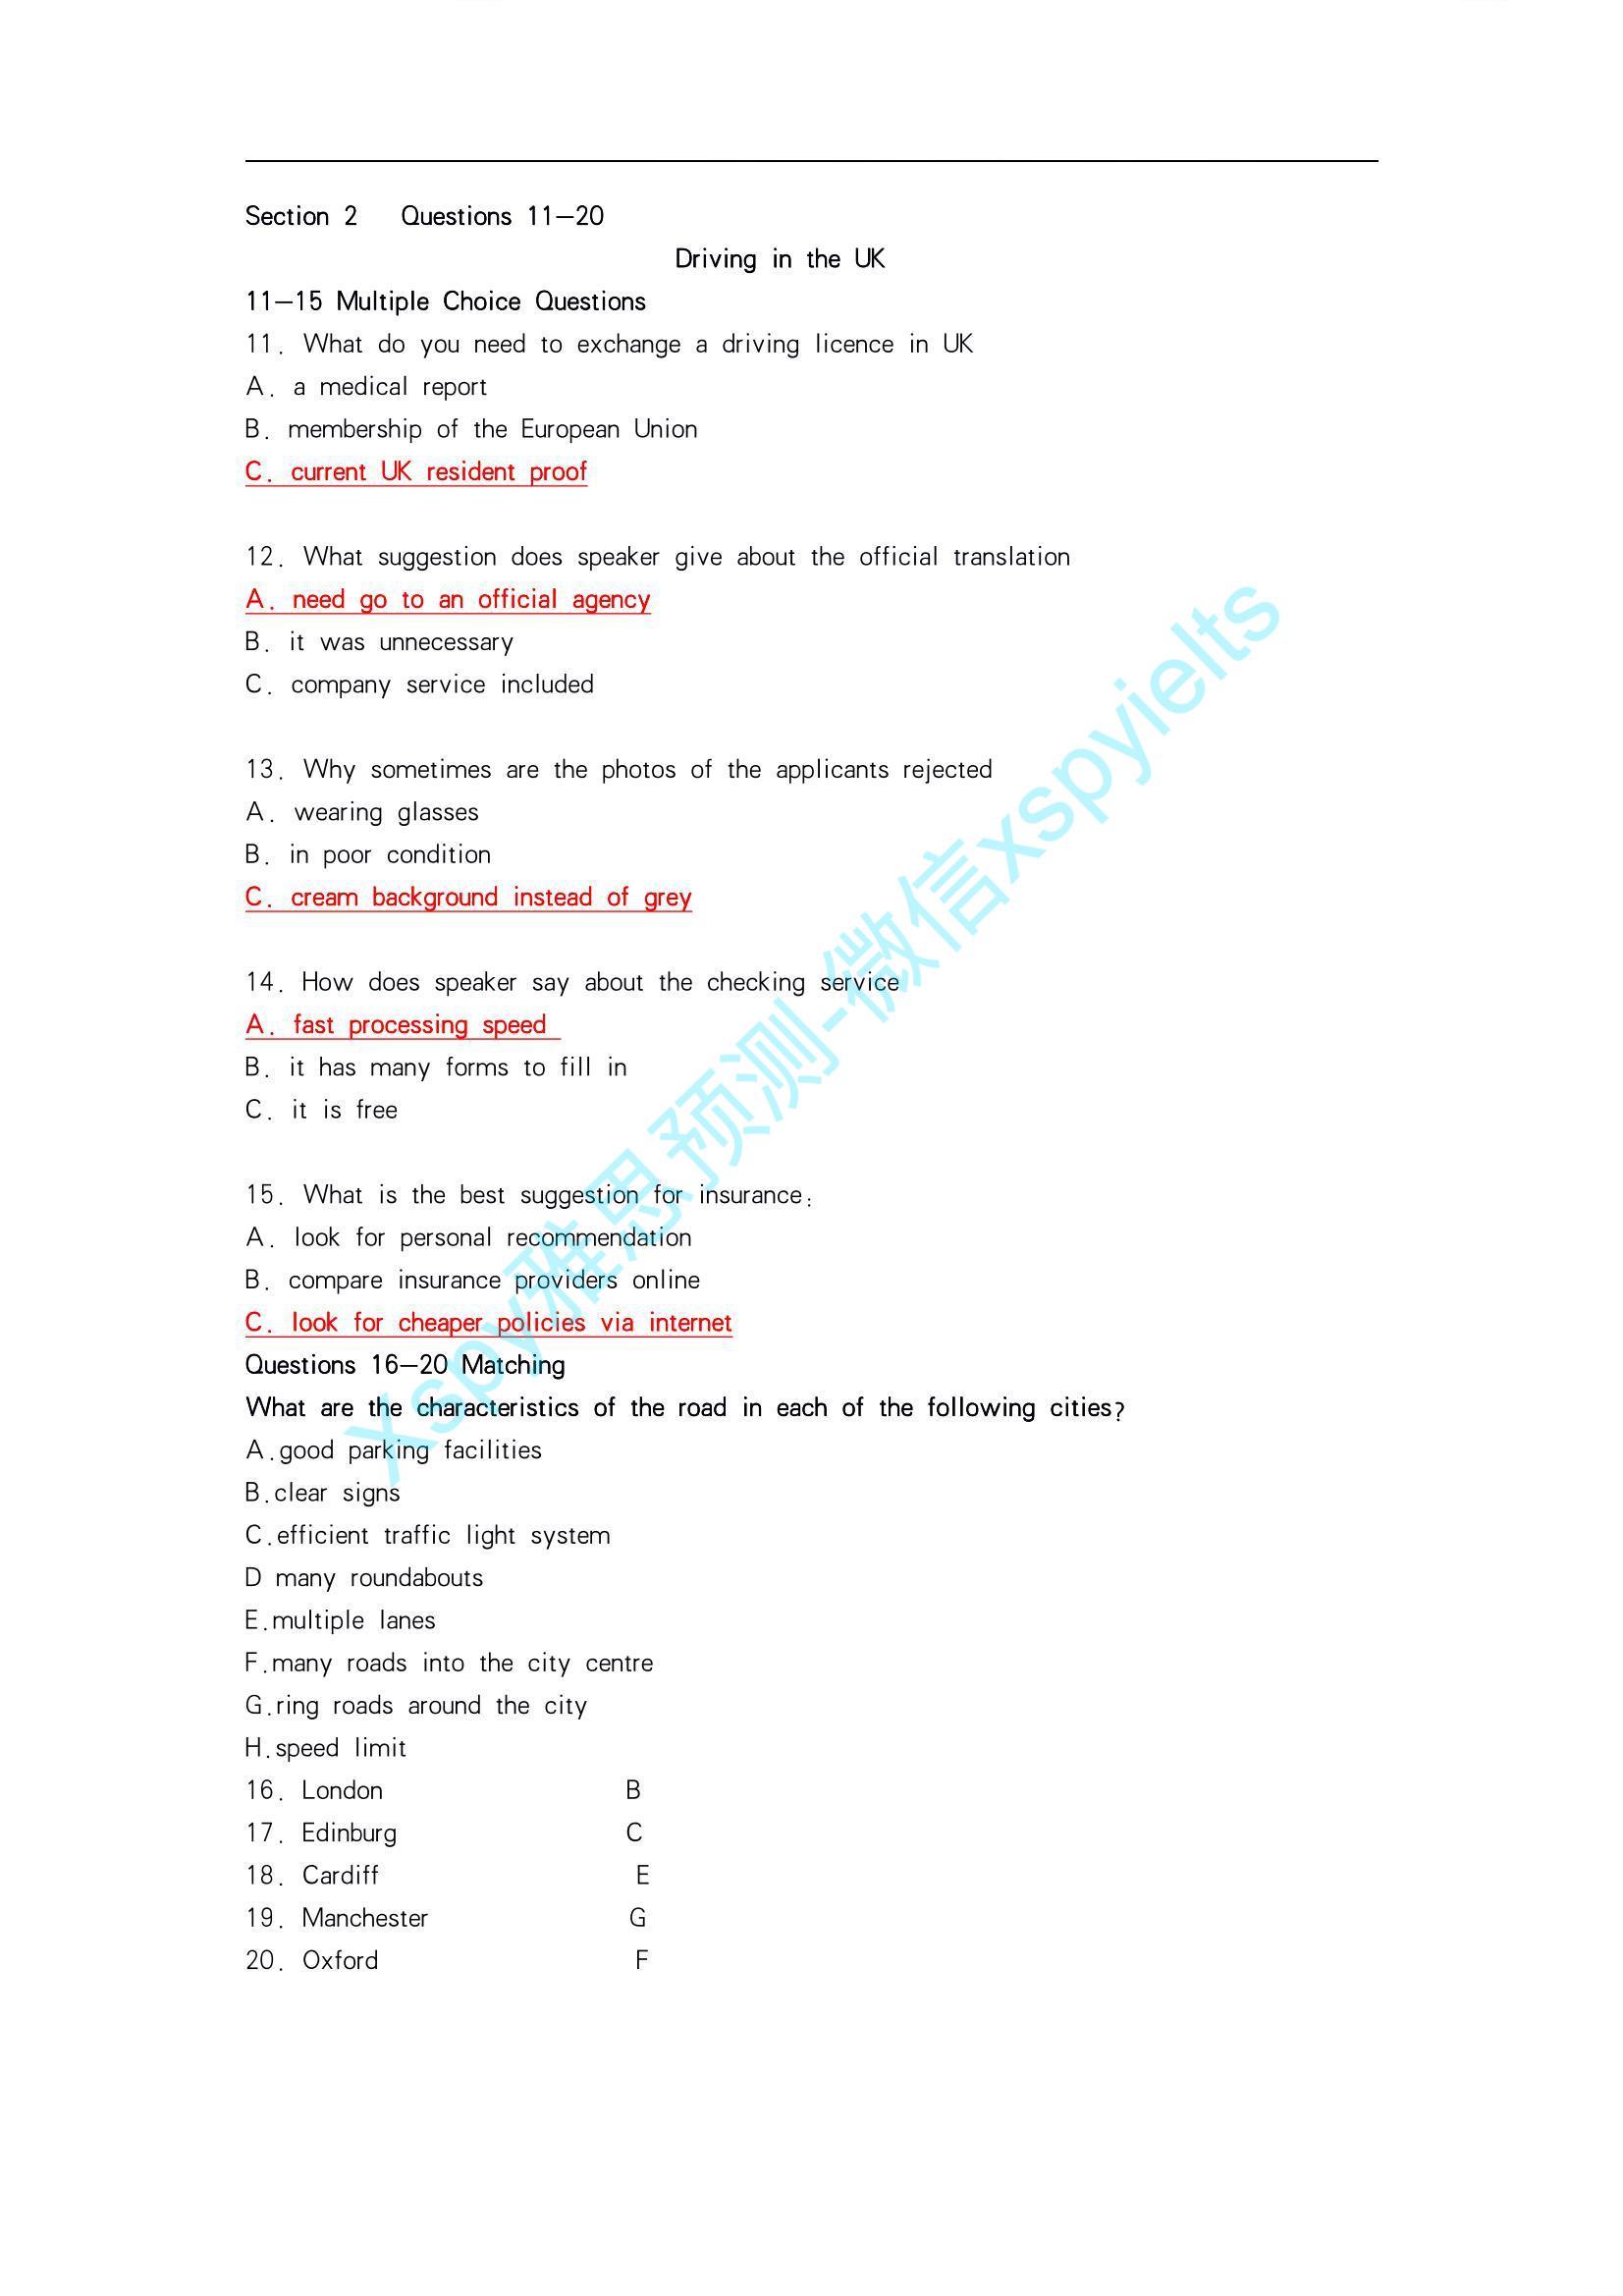 Section 2 Questions 11—20
Driving in the UK
11—15 Multiple Choice Questions
11. What do you need to exchange a driving licence in UK
A. a medical report
B. membership of the European Union
C. current UK resident proof
12. What suggestion does speaker give about the official translation
A. need go to an official agency
B. it was unnecessary
C. company service included
13. Why sometimes are the photos of the applicants rejected
A. wearing glasses
B. in poor condition
C. cream background instead of grey
14. How does speaker say about the checking service
A. fast processing speed
B. it has many forms to fill in
C. it is free
15. What is the best suggestion for insurance:
A. look for personal recommendation
B. compare insurance providers online
C. look for cheaper policies via internet
Questions 16—20 Matching
What are the characteristics of the road in each of the following cities?
A.good parking facilities
B.clear signs
C.efficient traffic light system
D many roundabouts
E.multiple lanes
F.many roads into the city centre
G.ring roads around the city
H.speed limit
16. London B
17. Edinburg C
18. Cardiff E
19. Manchester G
20. Oxford F
Xspy雅思预测-微信xspyielts